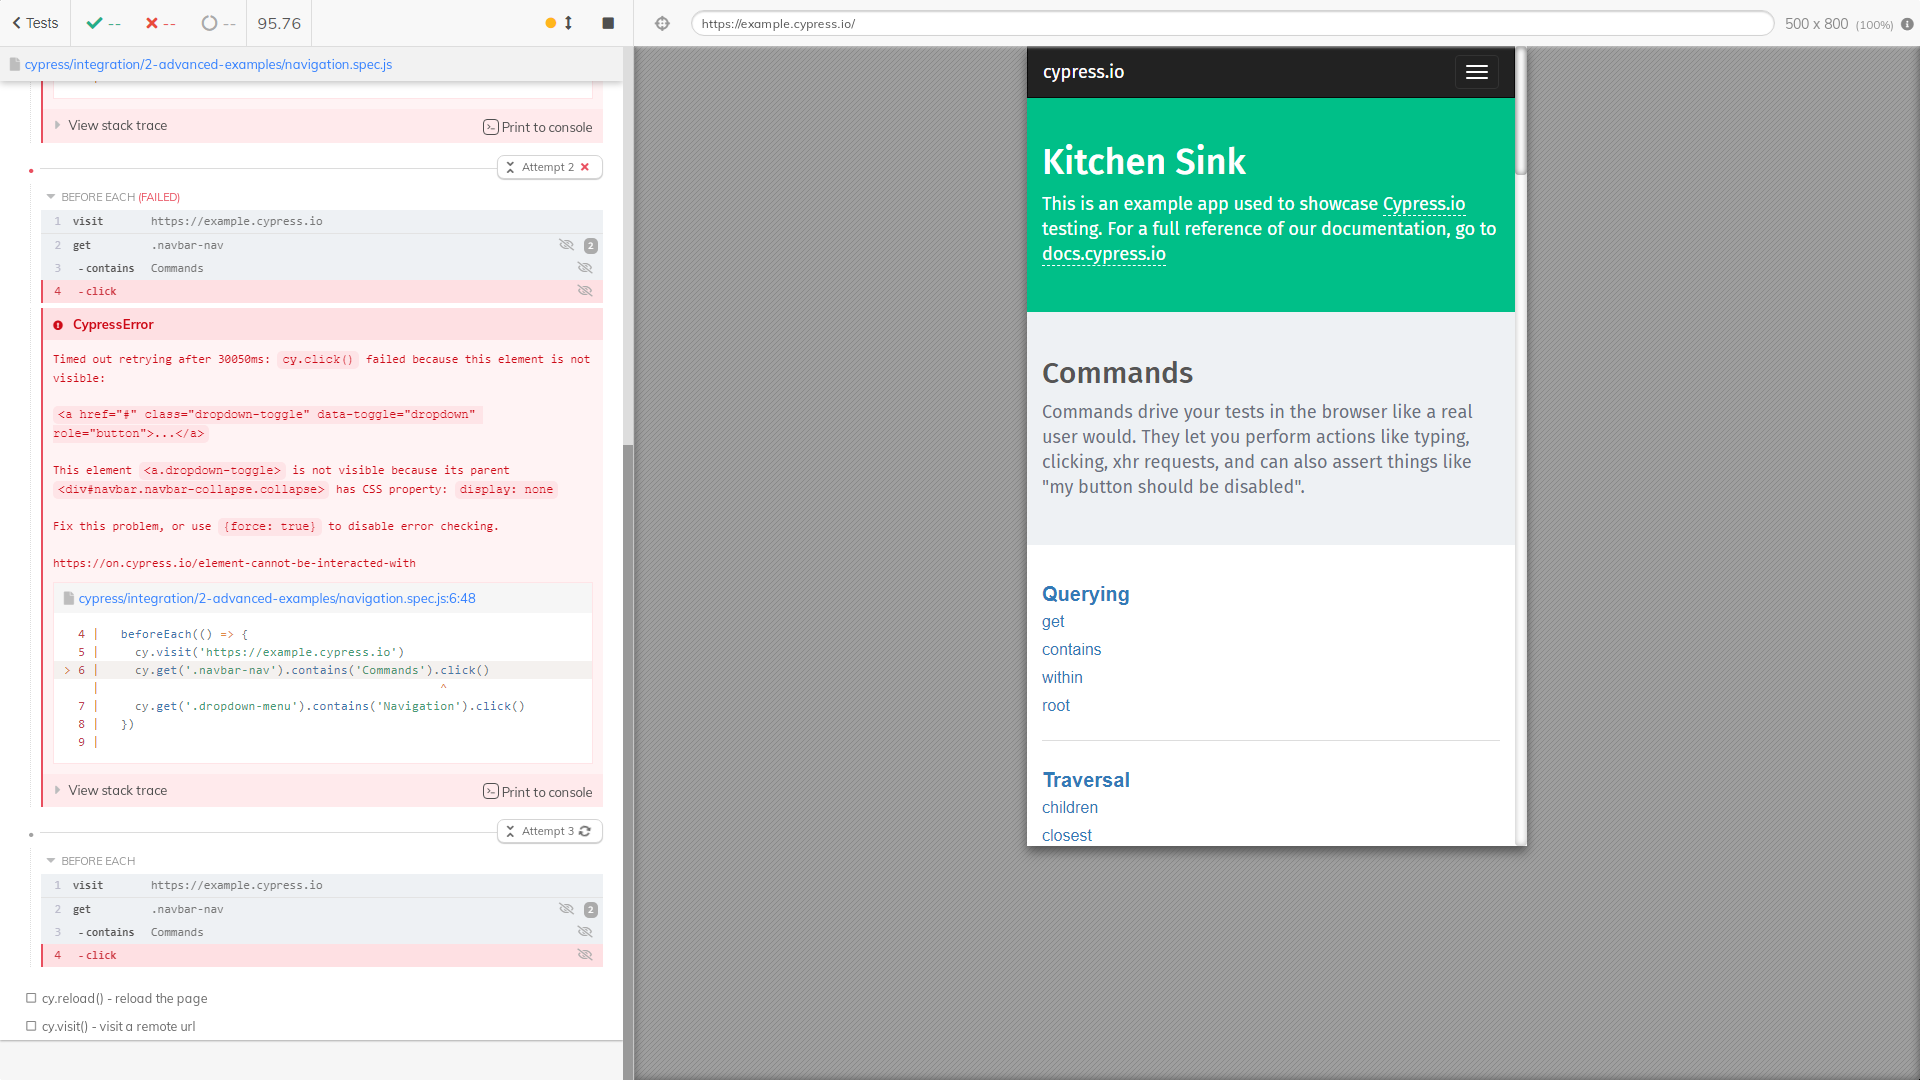 Tests -- -- -- 95.76
https://example.cypress.io/ 500 x 800 (100%)
cypress/integration/2-advanced-examples/navigation.spec.js
View stack trace Print to console
Attempt 2
BEFORE EACH (FAILED)
1 visit https://example.cypress.io
2 get .navbar-nav 2
3 -contains Commands
4 -click
CypressError
Timed out retrying after 30050ms: cy.click() failed because this element is not
visible:
<a href="#" class="dropdown-toggle" data-toggle="dropdown"
role="button">...</a>
This element <a.dropdown-toggle> is not visible because its parent
<div#navbar.navbar-collapse.collapse> has CSS property: display: none
Fix this problem, or use {force: true} to disable error checking.
https://on.cypress.io/element-cannot-be-interacted-with
cypress/integration/2-advanced-examples/navigation.spec.js:6:48
4 | beforeEach(() => {
5 | cy.visit('https://example.cypress.io')
> 6 | cy.get('.navbar-nav').contains('Commands').click()
| ^
7 | cy.get('.dropdown-menu').contains('Navigation').click()
8 | })
9 |
View stack trace Print to console
Attempt 3
BEFORE EACH
1 visit https://example.cypress.io
2 get .navbar-nav 2
3 -contains Commands
4 -click
cy.reload() - reload the page
cy.visit() - visit a remote url
cypress.io
Kitchen Sink
This is an example app used to showcase Cypress.io
testing. For a full reference of our documentation, go to
docs.cypress.io
Commands
Commands drive your tests in the browser like a real
user would. They let you perform actions like typing,
clicking, xhr requests, and can also assert things like
"my button should be disabled".
Querying
get
contains
within
root
Traversal
children
closest